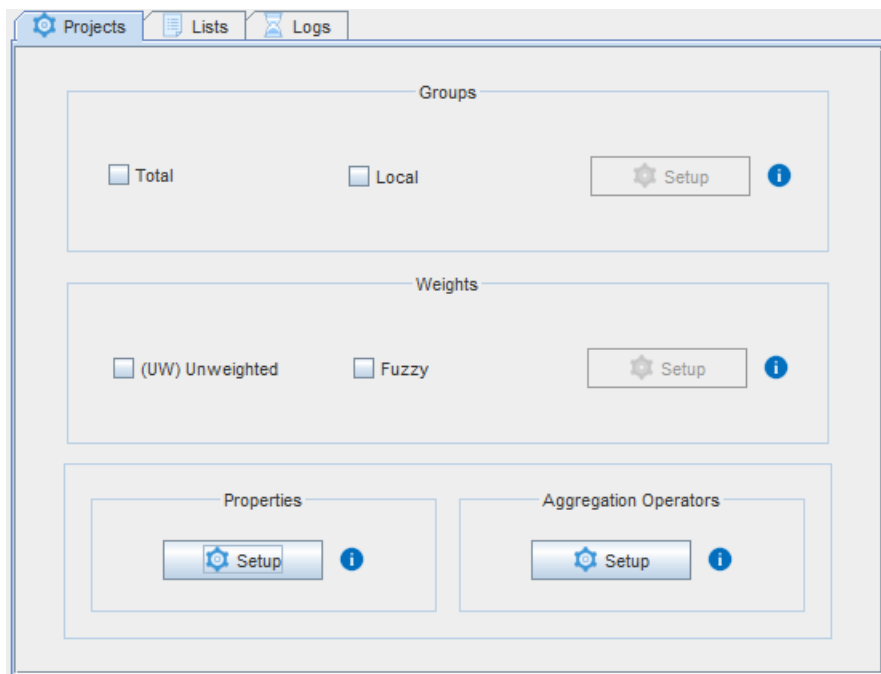 Projects Lists Logs
Groups
Total Local Setup
Weights
(UW) Unweighted Fuzzy Setup
Properties Aggregation Operators
Setup Setup